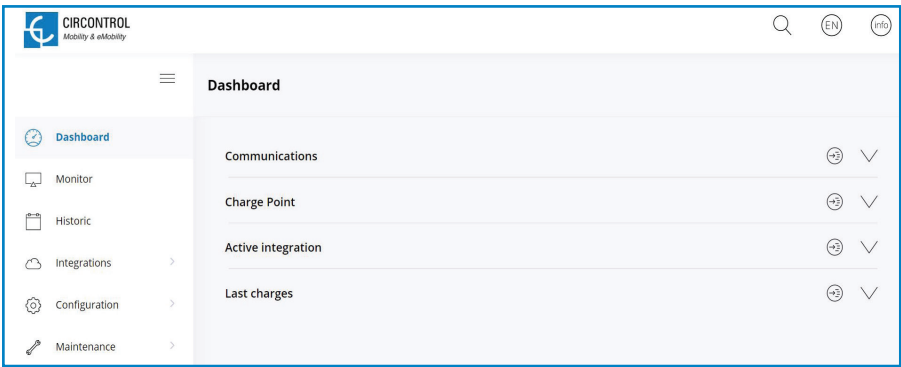 CIRCONTROL
Mobility & eMobility
EN
info
Dashboard
Dashboard
Monitor
Historic
Integrations
Configuration
Maintenance
Communications
Charge Point
Active integration
Last charges